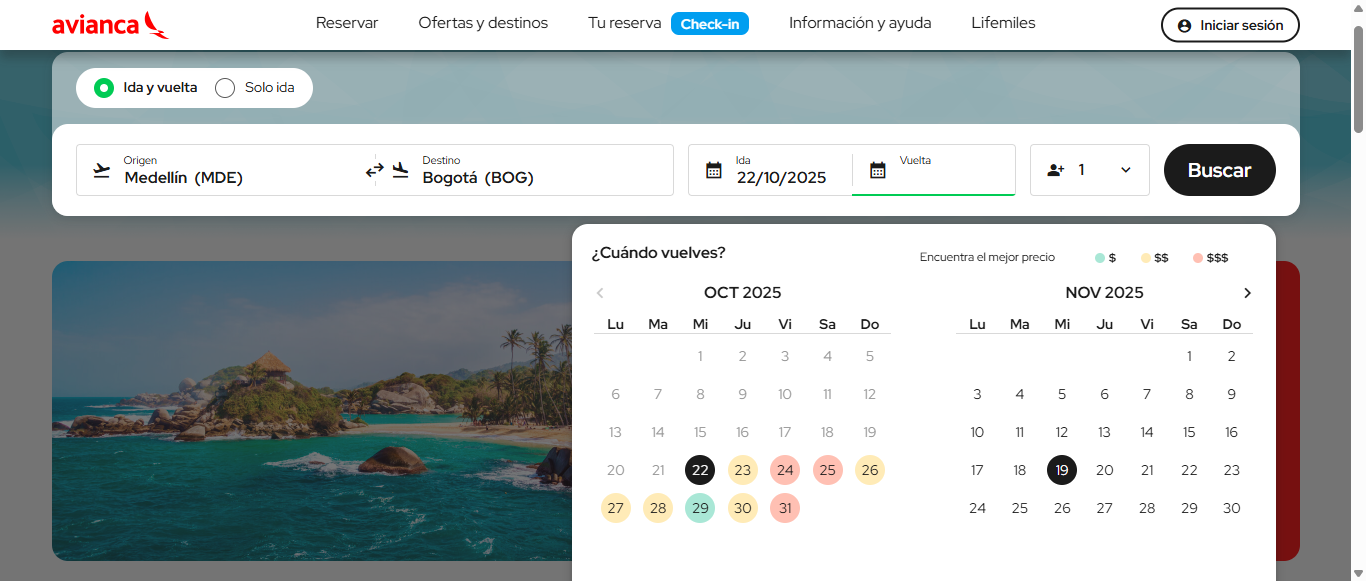 avianca
Reservar Ofertas y destinos Tu reserva Check-in Información y ayuda Lifemiles Iniciar sesión
Ida y vuelta Solo ida
Origen Destino Ida Vuelta
Medellín (MDE) Bogotá (BOG) 22/10/2025 1 Buscar
¿Cuándo vuelves? Encuentra el mejor precio $ $$ $$$
OCT 2025 NOV 2025
Lu Ma Mi Ju Vi Sa Do Lu Ma Mi Ju Vi Sa Do
1 2 3 4 5 1 2
6 7 8 9 10 11 12 3 4 5 6 7 8 9
13 14 15 16 17 18 19 10 11 12 13 14 15 16
20 21 22 23 24 25 26 17 18 19 20 21 22 23
27 28 29 30 31 24 25 26 27 28 29 30